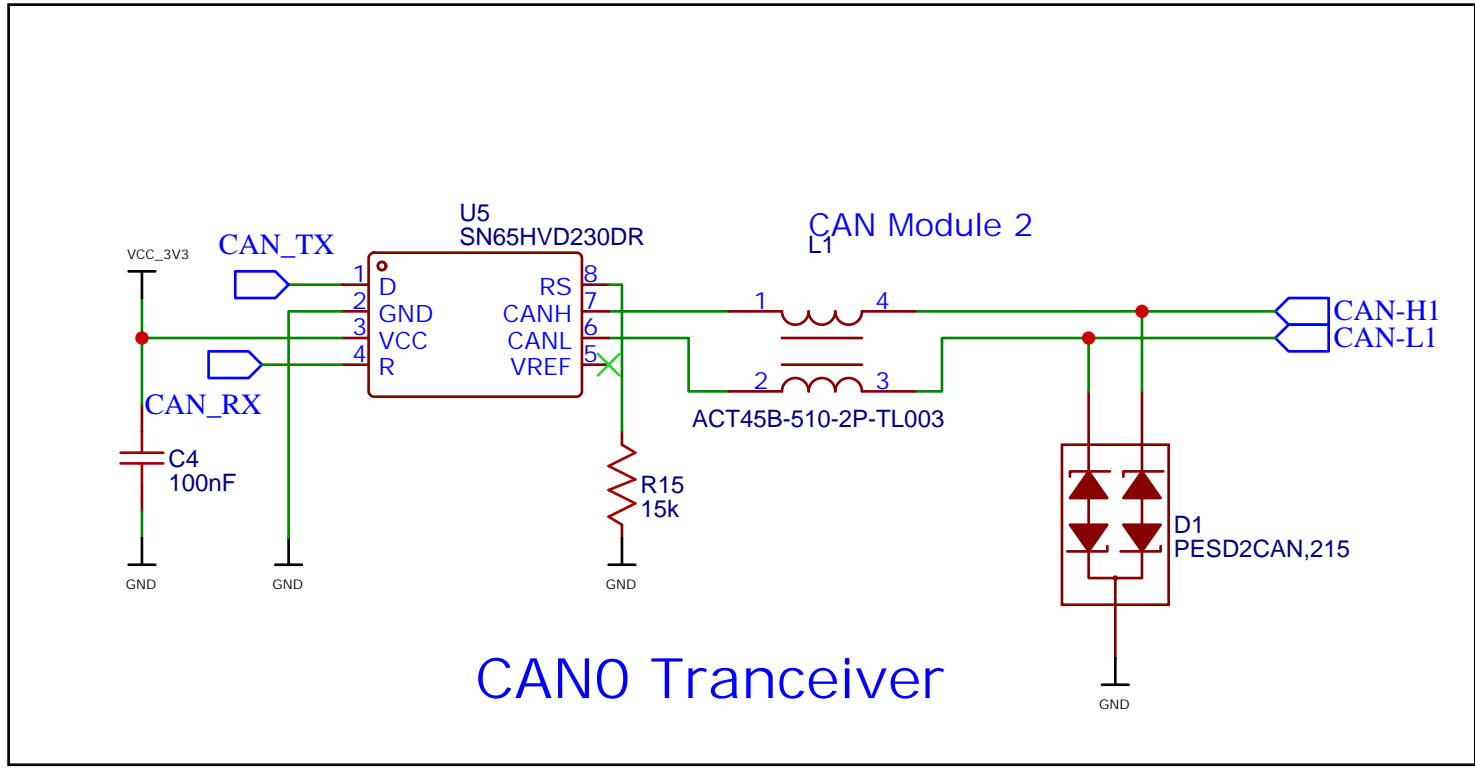 U5
SN65HVD230DR
CAN Module 2
L1
VCC_3V3
CAN_TX
1
D
2
GND
3
VCC
4
R
RS
8
CANH
7
CANL
6
VREF
5
1
4
2
3
CAN-H1
CAN-L1
CAN_RX
ACT45B-510-2P-TL003
C4
100nF
R15
15k
D1
PESD2CAN,215
GND
GND
GND
GND
CAN0 Tranceiver